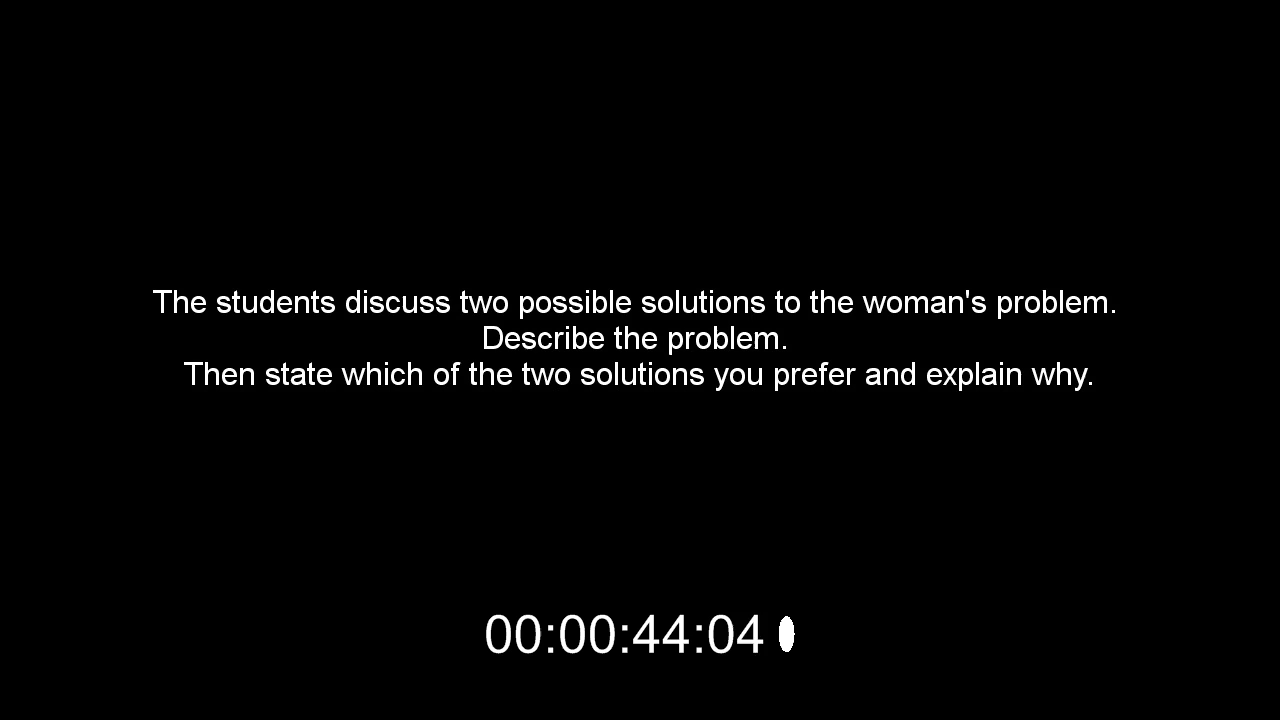 The students discuss two possible solutions to the woman's problem.
Describe the problem.
Then state which of the two solutions you prefer and explain why.
00:00:44:04